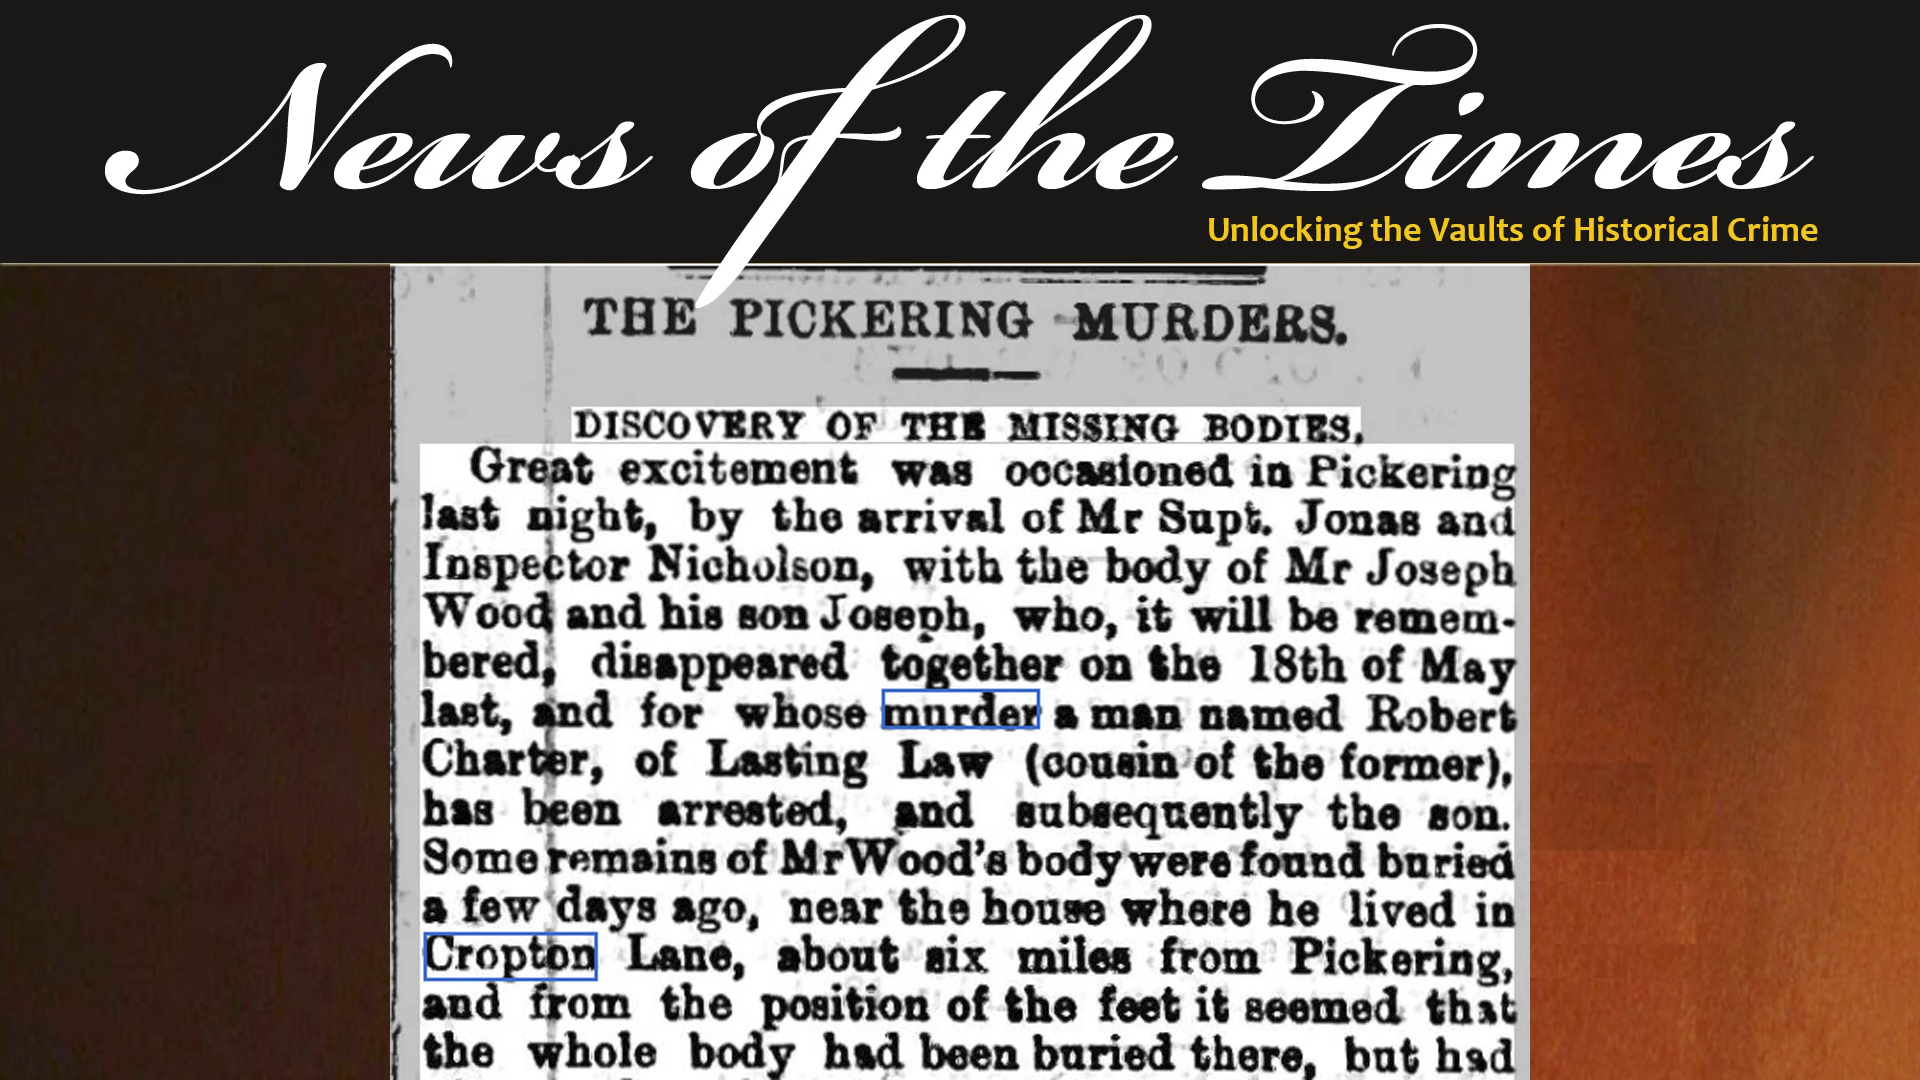 News of the Times
Unlocking the Vaults of Historical Crime
THE PICKERING MURDERS.
DISCOVERY OF THE MISSING BODIES.
Great excitement was occasioned in Pickering
last night, by the arrival of Mr Supt. Jonas and
Inspector Nicholson, with the body of Mr Joseph
Wood and his son Joseph, who, it will be remem-
bered, disappeared together on the 18th of May
last, and for whose murder a man named Robert
Charter, of Lasting Law (cousin of the former),
has been arrested, and subsequently the son.
Some remains of Mr Wood's body were found buried
a few days ago, near the house where he lived in
Cropton Lane, about six miles from Pickering,
and from the position of the feet it seemed that
the whole body had been buried there, but had